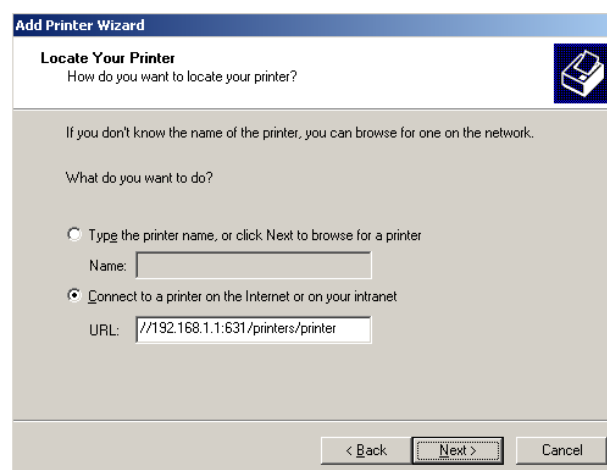 Add Printer Wizard
Locate Your Printer
How do you want to locate your printer?
If you don't know the name of the printer, you can browse for one on the network.
What do you want to do?
Type the printer name, or click Next to browse for a printer
Name:
Connect to a printer on the Internet or on your intranet
URL: //192.168.1.1:631/printers/printer
< Back Next > Cancel